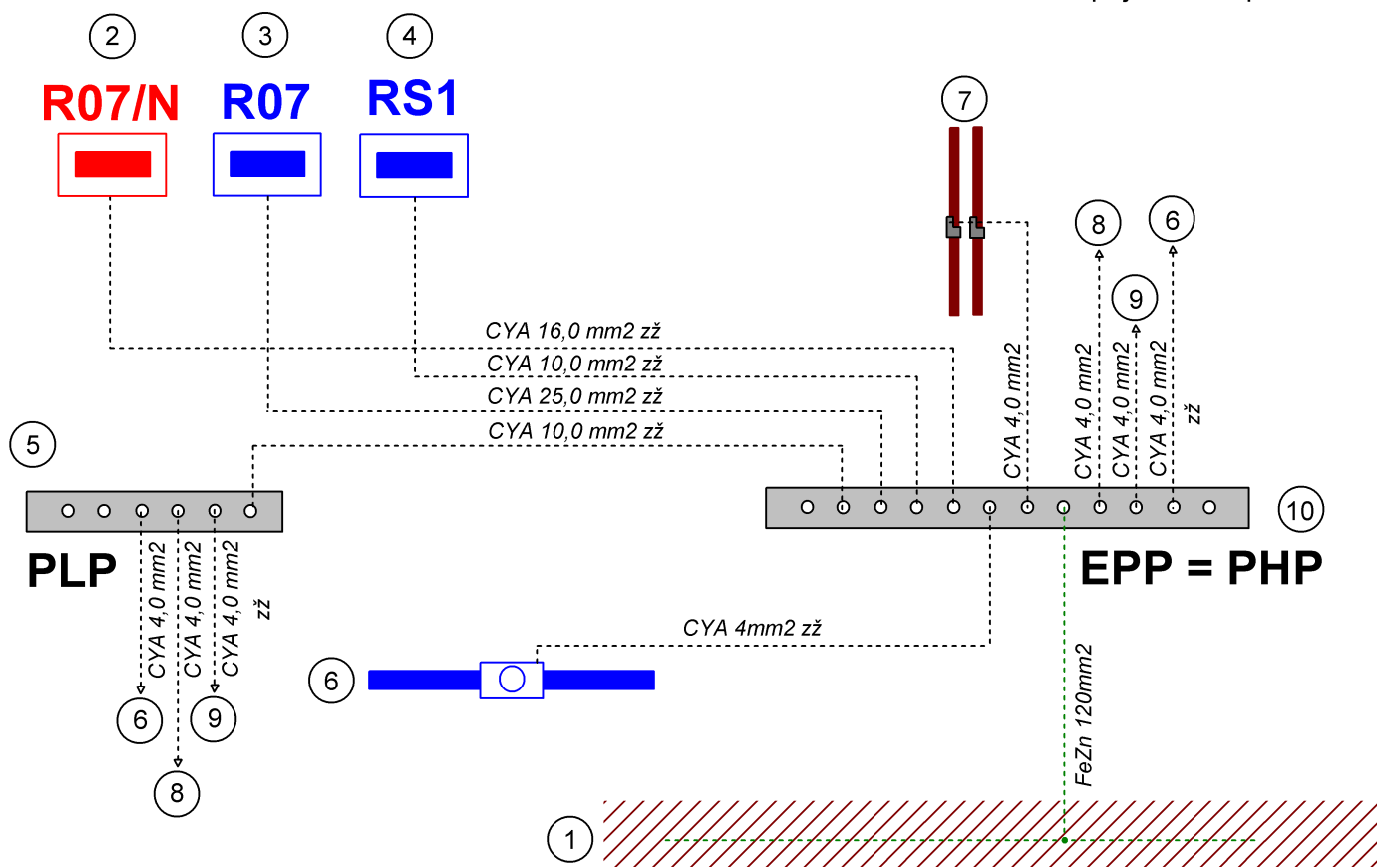 2
3
4
R07/N
R07
RS1
7
8
6
9
CYA 16,0 mm2 zž
CYA 10,0 mm2 zž
CYA 25,0 mm2 zž
CYA 10,0 mm2 zž
CYA 4,0 mm2
CYA 4,0 mm2
CYA 4,0 mm2
CYA 4,0 mm2
zž
5
10
PLP
EPP = PHP
CYA 4,0 mm2
CYA 4,0 mm2
CYA 4,0 mm2
zž
CYA 4mm2 zž
6
6
9
8
FeZn 120mm2
1